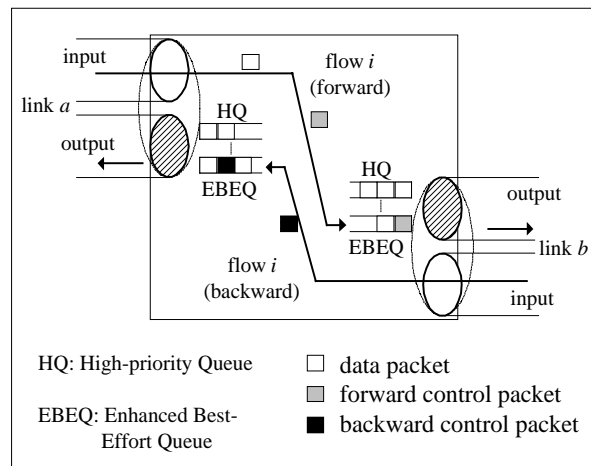 input
flow i
(forward)
link a
HQ
output
EBEQ
HQ
output
EBEQ
link b
flow i
(backward)
input
HQ: High-priority Queue
data packet
forward control packet
EBEQ: Enhanced Best-
Effort Queue
backward control packet